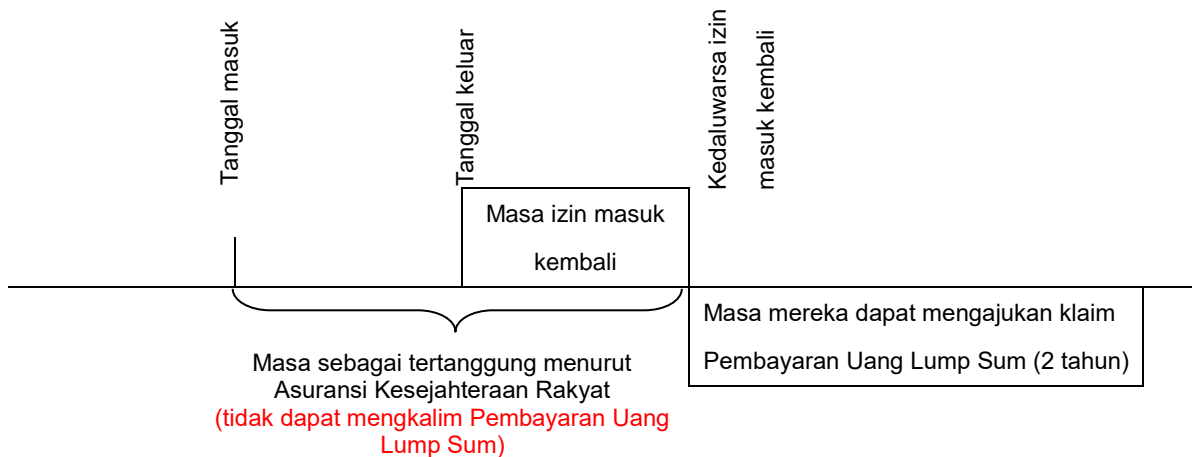 Tanggal masuk
Tanggal keluar
Kedaluwarsa izin
masuk kembali
Masa izin masuk
kembali
Masa sebagai tertanggung menurut
Asuransi Kesejahteraan Rakyat
(tidak dapat mengkalim Pembayaran Uang
Lump Sum)
Masa mereka dapat mengajukan klaim
Pembayaran Uang Lump Sum (2 tahun)